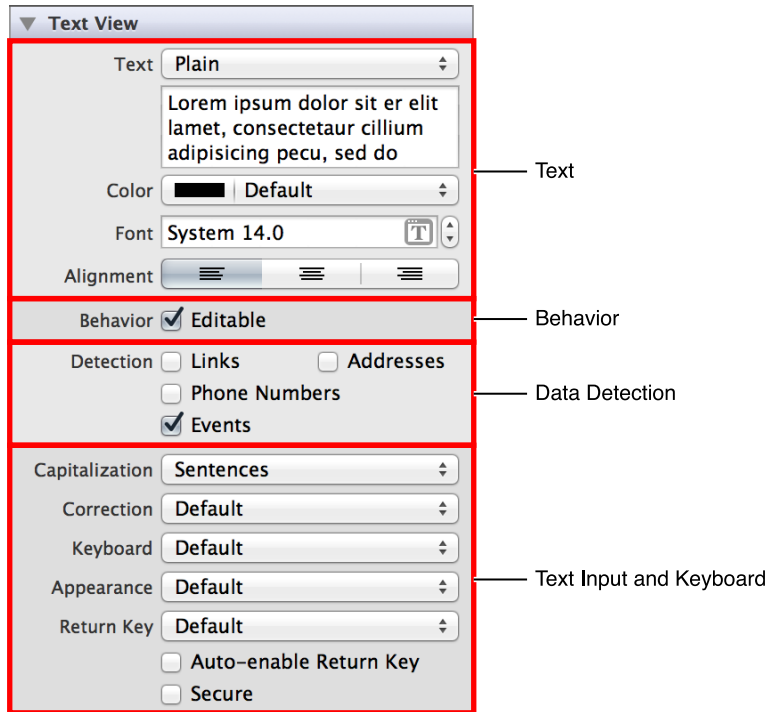 Text View
Text Plain
Lorem ipsum dolor sit er elit
lamet, consectetaur cillium
adipisicing pecu, sed do
Text
Color Default
Font System 14.0 T
Alignment
Behavior Editable
Behavior
Detection Links Addresses
Phone Numbers
Data Detection
Events
Capitalization Sentences
Correction Default
Keyboard Default
Appearance Default
Text Input and Keyboard
Return Key Default
Auto-enable Return Key
Secure